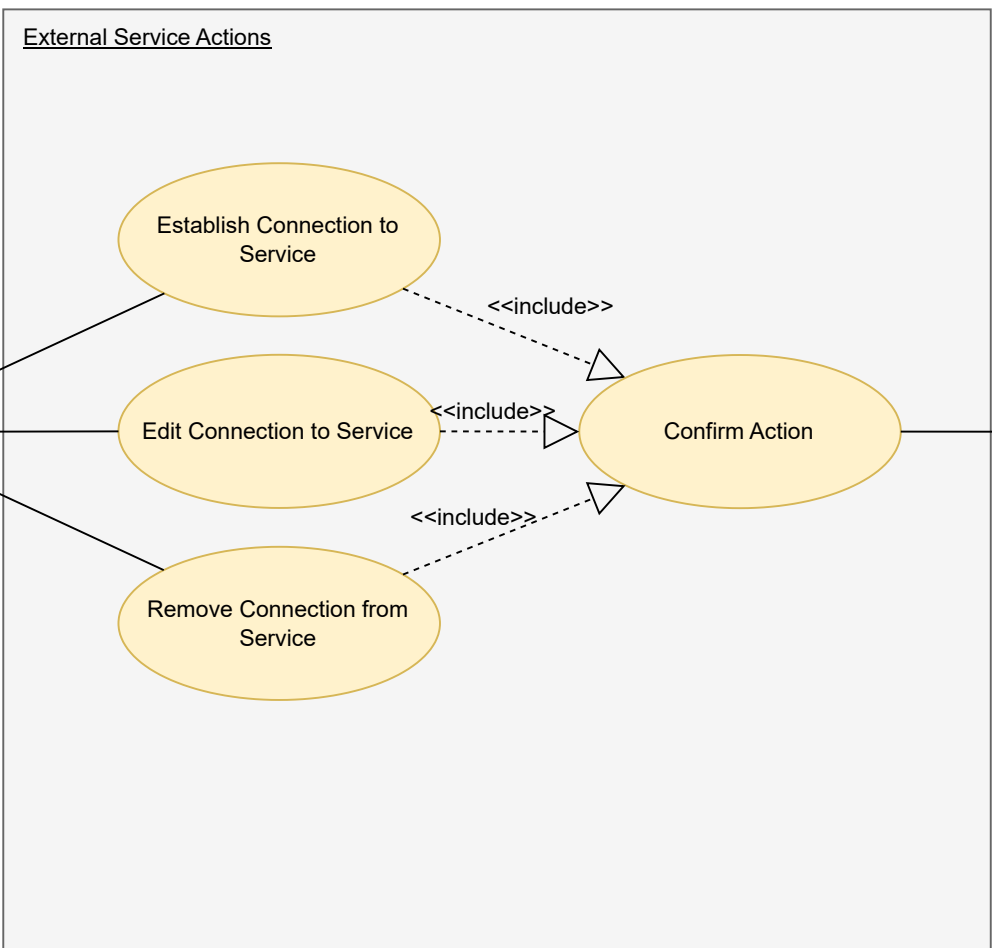 External Service Actions
Establish Connection to
Service
<<include>>
<<include>>
Edit Connection to Service
Confirm Action
<<include>>
Remove Connection from
Service